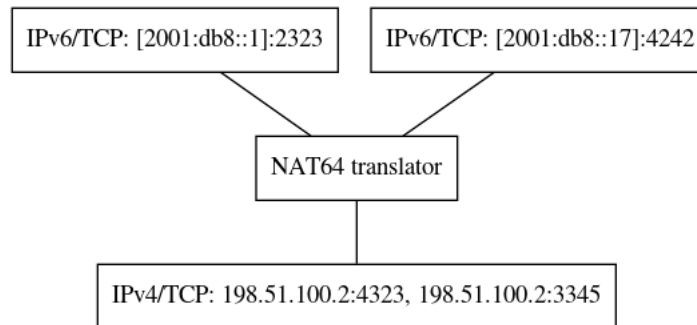 IPv6/TCP: [2001:db8::1]:2323
IPv6/TCP: [2001:db8::17]:4242
NAT64 translator
IPv4/TCP: 198.51.100.2:4323, 198.51.100.2:3345